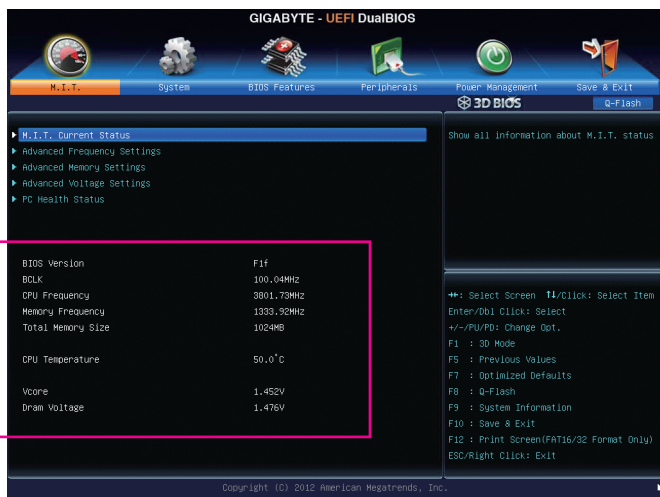 GIGABYTE - UEFI DualBIOS
M.I.T. System BIOS Features Peripherals Power Management Save & Exit
3D BIOS Q-Flash
M.I.T. Current Status
Advanced Frequency Settings
Advanced Memory Settings
Advanced Voltage Settings
PC Health Status
Show all information about M.I.T. status
BIOS Version F1f
BCLK 100.04MHz
CPU Frequency 3801.73MHz
Memory Frequency 1333.92MHz
Total Memory Size 1024MB
CPU Temperature 50.0°C
Vcore 1.452V
Dram Voltage 1.476V
→←: Select Screen ↑↓/Click: Select Item
Enter/Dbl Click: Select
+/-/PU/PD: Change Opt.
F1 : 3D Mode
F5 : Previous Values
F7 : Optimized Defaults
F8 : Q-Flash
F9 : System Information
F10 : Save & Exit
F12 : Print Screen(FAT16/32 Format Only)
ESC/Right Click: Exit
Copyright (C) 2012 American Megatrends, Inc.